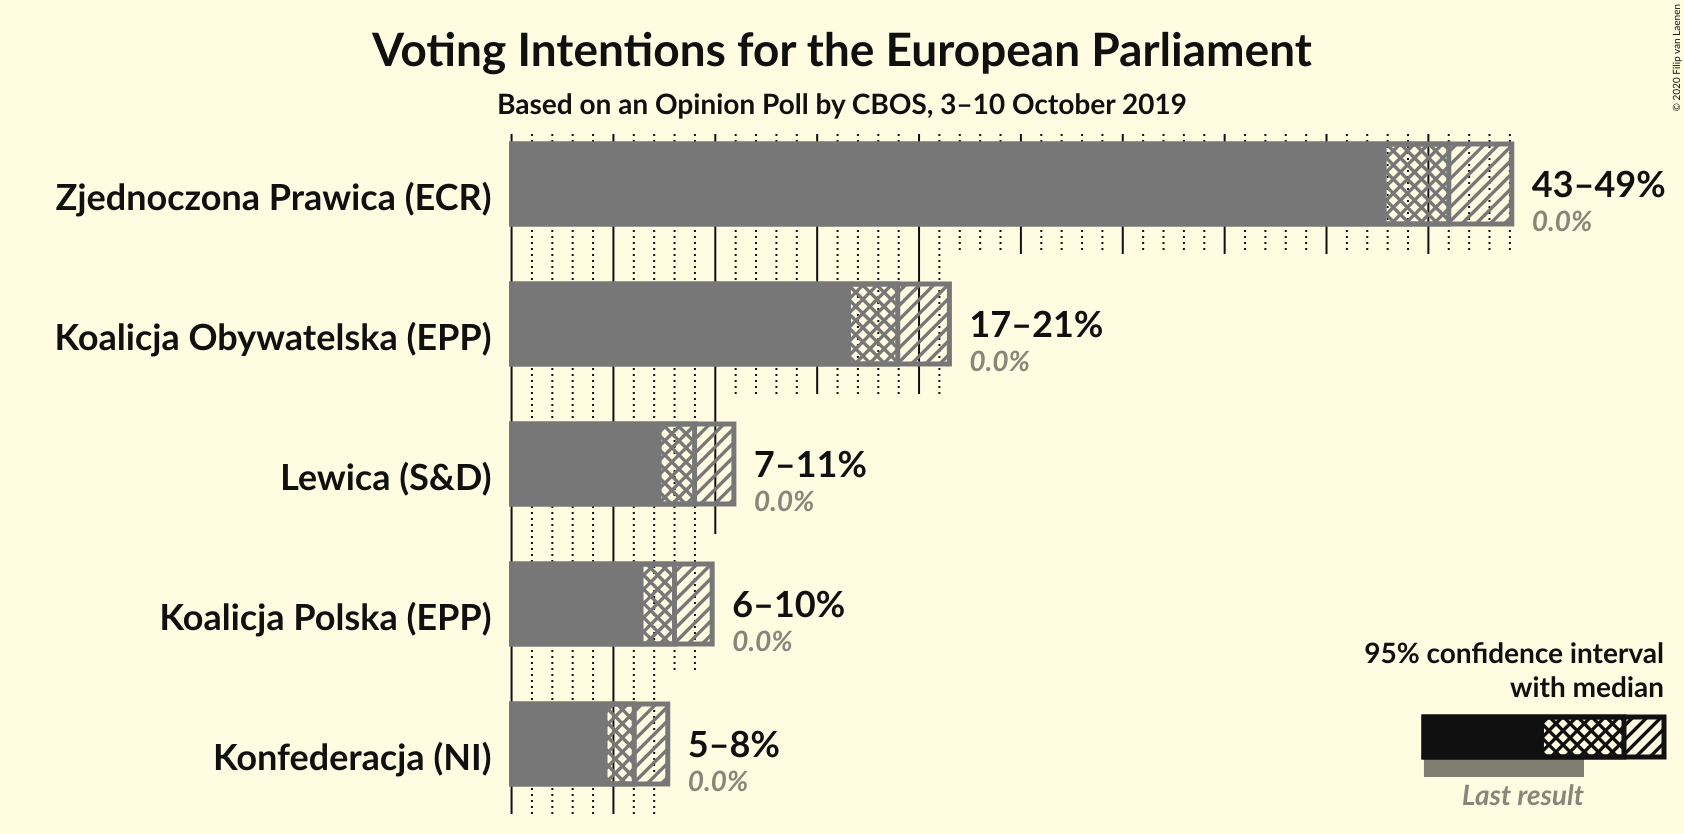 Voting Intentions for the European Parliament
Based on an Opinion Poll by CBOS, 3–10 October 2019
© 2020 Filip van Laenen
Zjednoczona Prawica (ECR)
43–49%
0.0%
Koalicja Obywatelska (EPP)
17–21%
0.0%
Lewica (S&D)
7–11%
0.0%
Koalicja Polska (EPP)
6–10%
0.0%
Konfederacja (NI)
5–8%
0.0%
95% confidence interval
with median
Last result